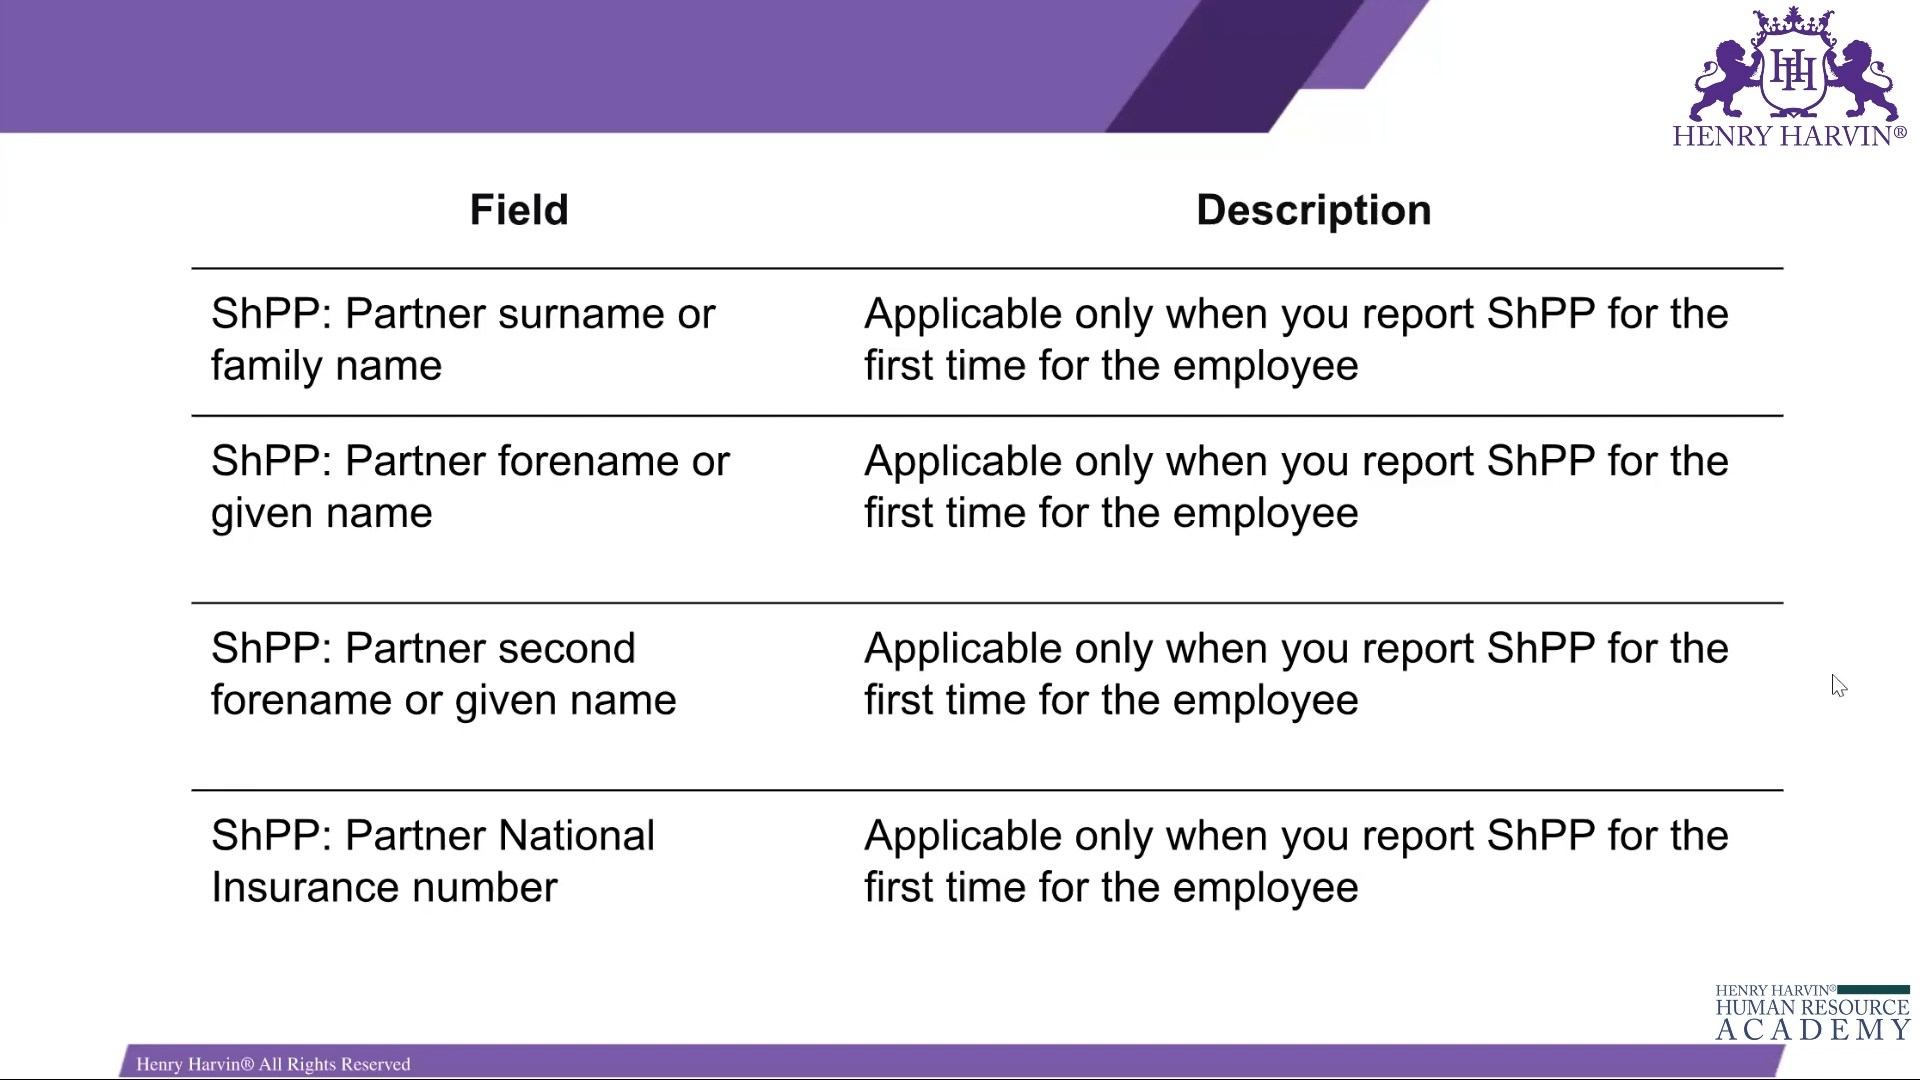 HENRY HARVIN®
Field Description
ShPP: Partner surname or
family name
Applicable only when you report ShPP for the
first time for the employee
ShPP: Partner forename or
given name
Applicable only when you report ShPP for the
first time for the employee
ShPP: Partner second
forename or given name
Applicable only when you report ShPP for the
first time for the employee
ShPP: Partner National
Insurance number
Applicable only when you report ShPP for the
first time for the employee
HENRY HARVIN®
HUMAN RESOURCE
ACADEMY
Henry Harvin® All Rights Reserved